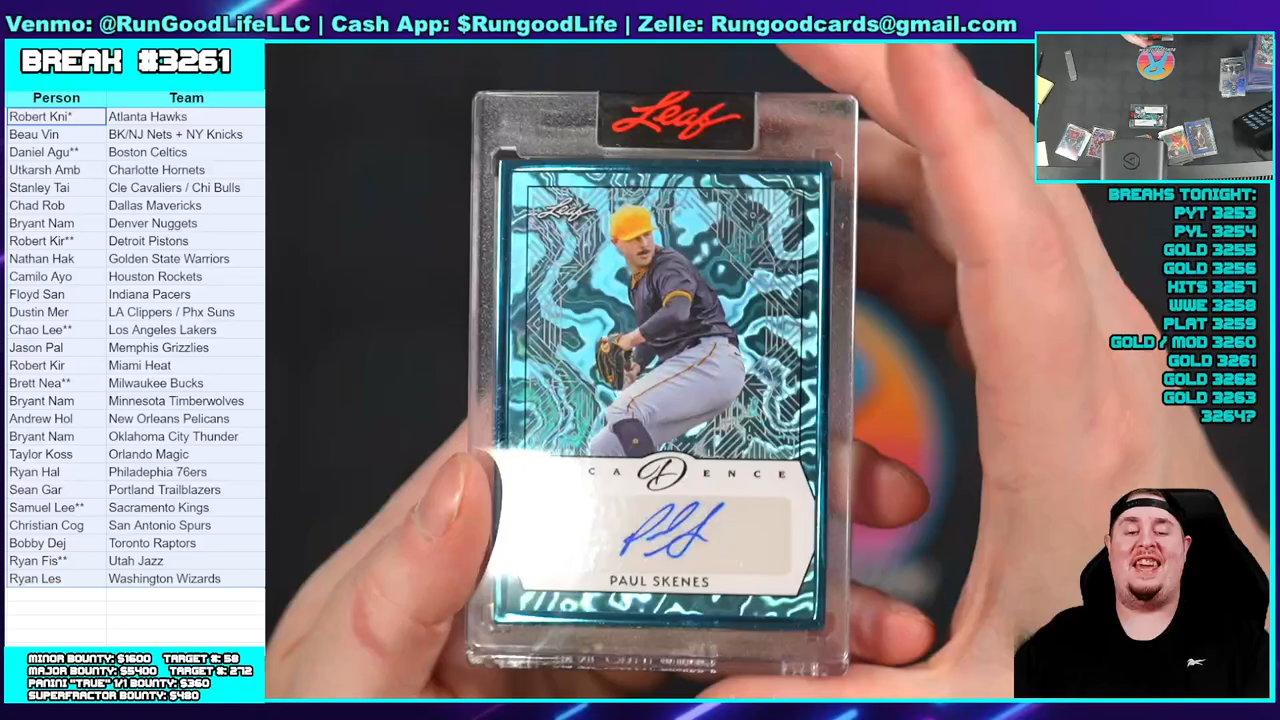 Venmo: @RunGoodLifeLLC | Cash App: $RungoodLife | Zelle: Rungoodcards@gmail.com
BREAK #3261
Person Team
Robert Kni* Atlanta Hawks
Beau Vin BK/NJ Nets + NY Knicks
Daniel Agu** Boston Celtics
Utkarsh Amb Charlotte Hornets
Stanley Tai Cle Cavaliers / Chi Bulls
Chad Rob Dallas Mavericks
Bryant Nam Denver Nuggets
Robert Kir** Detroit Pistons
Nathan Hak Golden State Warriors
Camilo Ayo Houston Rockets
Floyd San Indiana Pacers
Dustin Mer LA Clippers / Phx Suns
Chao Lee** Los Angeles Lakers
Jason Pal Memphis Grizzlies
Robert Kir Miami Heat
Brett Nea** Milwaukee Bucks
Bryant Nam Minnesota Timberwolves
Andrew Hol New Orleans Pelicans
Bryant Nam Oklahoma City Thunder
Taylor Koss Orlando Magic
Ryan Hal Philadephia 76ers
Sean Gar Portland Trailblazers
Samuel Lee** Sacramento Kings
Christian Cog San Antonio Spurs
Bobby Dej Toronto Raptors
Ryan Fis** Utah Jazz
Ryan Les Washington Wizards
MINOR BOUNTY: $1600 TARGET #: 58
MAJOR BOUNTY: $5400 TARGET #: 272
PANINI "TRUE" 1/1 BOUNTY: $360
SUPERFRACTOR BOUNTY: $480
Leaf
Leaf
CADENCE
PAUL SKENES
BREAKS TONIGHT:
PYT 3253
PYL 3254
GOLD 3255
GOLD 3256
HITS 3257
WWE 3258
PLAT 3259
GOLD / MOD 3260
GOLD 3261
GOLD 3262
GOLD 3263
3264?